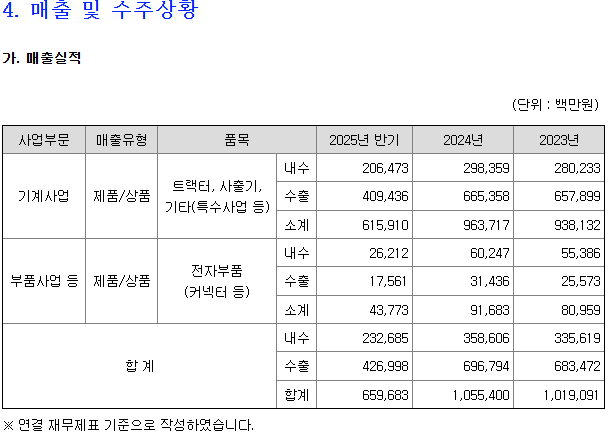 4. 매출 및 수주상황
가. 매출실적
(단위 : 백만원)
사업부문 매출유형 품목 2025년 반기 2024년 2023년
기계사업 제품/상품 트랙터, 사출기, 기타(특수사업 등) 내수 206,473 298,359 280,233
수출 409,436 665,358 657,899
소계 615,910 963,717 938,132
부품사업 등 제품/상품 전자부품 (커넥터 등) 내수 26,212 60,247 55,386
수출 17,561 31,436 25,573
소계 43,773 91,683 80,959
합 계 내수 232,685 358,606 335,619
수출 426,998 696,794 683,472
합계 659,683 1,055,400 1,019,091
※ 연결 재무제표 기준으로 작성하였습니다.